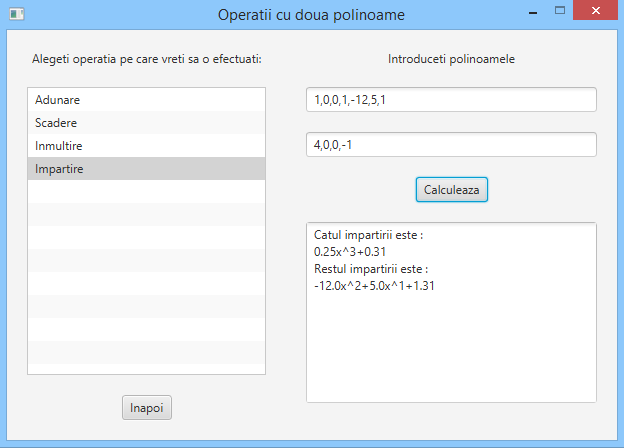 Operatii cu doua polinoame
Alegeti operatia pe care vreti sa o efectuati:
Adunare
Scadere
Inmultire
Impartire
Inapoi
Introduceti polinoamele
1,0,0,1,-12,5,1
4,0,0,-1
Calculeaza
Catul impartirii este :
0.25x^3+0.31
Restul impartirii este :
-12.0x^2+5.0x^1+1.31